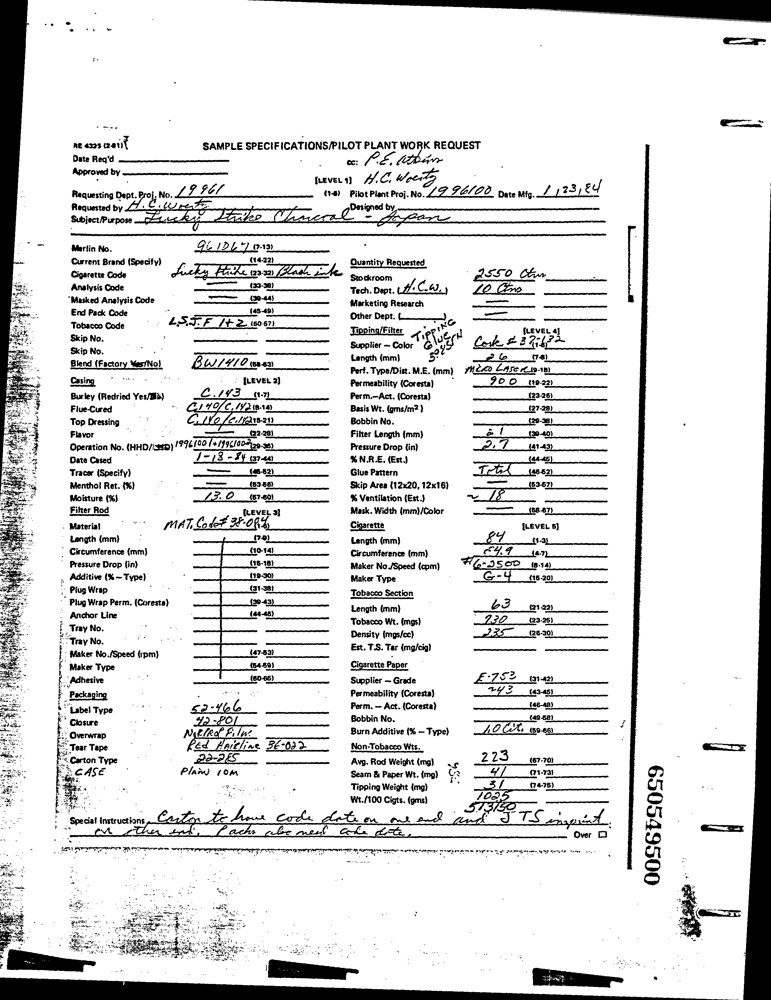 RE 4325 (2-81)
SAMPLE SPECIFICATIONS/PILOT PLANT WORK REQUEST
Date Req'd
cc: P.E. Atkins
Approved by
[LEVEL 1] H.C. Woertz
Requesting Dept. Proj. No. 19961 (1-6) Pilot Plant Proj. No. 1996100 Date Mfg. 1,23,84
Requested by H.C. Woertz Designed by
Subject/Purpose Lucky Strike Charcoal - Japan
Merlin No. (7-13)
Current Brand (Specify) (14-22) Quantity Requested
Cigarette Code Lucky Strike (23-32) Black ink Stockroom 2550 Ctns
Analysis Code (33-38) Tech. Dept. (H.C.W.) 10 Ctns
*Masked Analysis Code (39-44) Marketing Research
End Pack Code (45-49) Other Dept. (
Tobacco Code L.S.J.F 1+2 (50-57) Tipping/Filter TIPPING [LEVEL 4]
Skip No. Supplier – Color Cork (1-6)
Skip No. Length (mm) 26 (7-8)
Blend (Factory Yes/No) BW1410 (58-63) Perf. Type/Dist. M.E. (mm) Micro Laser (9-18)
Casing [LEVEL 2] Permeability (Coresta) 900 (19-22)
Burley (Redried Yes/No) C.143 (1-7) Perm.–Act. (Coresta) (23-26)
Flue-Cured C.140/C.142 (8-14) Basis Wt. (gms/m²) (27-28)
Top Dressing C.140/C.142 (15-21) Bobbin No. (29-38)
Flavor (22-28) Filter Length (mm) 21 (39-40)
Operation No. (HHD/ ) 19961001+19961002 (29-36) Pressure Drop (in) 2.7 (41-43)
Date Cased 1-13-84 (37-44) % N.R.E. (Est.) (44-45)
Tracer (Specify) (45-52) Glue Pattern Total (46-52)
Menthol Ret. (%) (53-56) Skip Area (12x20, 12x16) (53-57)
Moisture (%) 13.0 (57-60) % Ventilation (Est.) ~ 18
Filter Rod [LEVEL 3] Mask. Width (mm)/Color (58-67)
Material MAT. Code# (1-6) Cigarette [LEVEL 5]
Length (mm) (7-9) Length (mm) 84 (1-3)
Circumference (mm) (10-14) Circumference (mm) 24.9 (4-7)
Pressure Drop (in) (15-18) Maker No./Speed (cpm) #6-2500 (8-14)
Additive (% – Type) (19-30) Maker Type G-4 (15-20)
Plug Wrap (31-38) Tobacco Section
Plug Wrap Perm. (Coresta) (39-43) Length (mm) 63 (21-22)
Anchor Line (44-46) Tobacco Wt. (mgs) 730 (23-25)
Tray No. Density (mgs/cc) 235 (26-30)
Tray No. Est. T.S. Tar (mg/cig)
Maker No./Speed (rpm) (47-53) Cigarette Paper
Maker Type (54-59) Supplier – Grade E-753 (31-42)
Adhesive (60-65) Permeability (Coresta) ~43 (43-45)
Packaging Perm. – Act. (Coresta) (46-48)
Label Type 52-466 Bobbin No. (49-58)
Closure 42-801 Burn Additive (% – Type) 1.0 Cit. (59-66)
Overwrap Film Non-Tobacco Wts.
Tear Tape Red Hairline 36-022 Avg. Rod Weight (mg) 223 (67-70)
Carton Type 22-285 Seam & Paper Wt. (mg) 41 (71-73)
CASE Plain 10M Tipping Weight (mg) 31 (74-75)
Wt./100 Cigts. (gms) 1025
Special Instructions Carton to have code date on one end and JTS imprint
on other end. Packs also need code date. Over
650549500